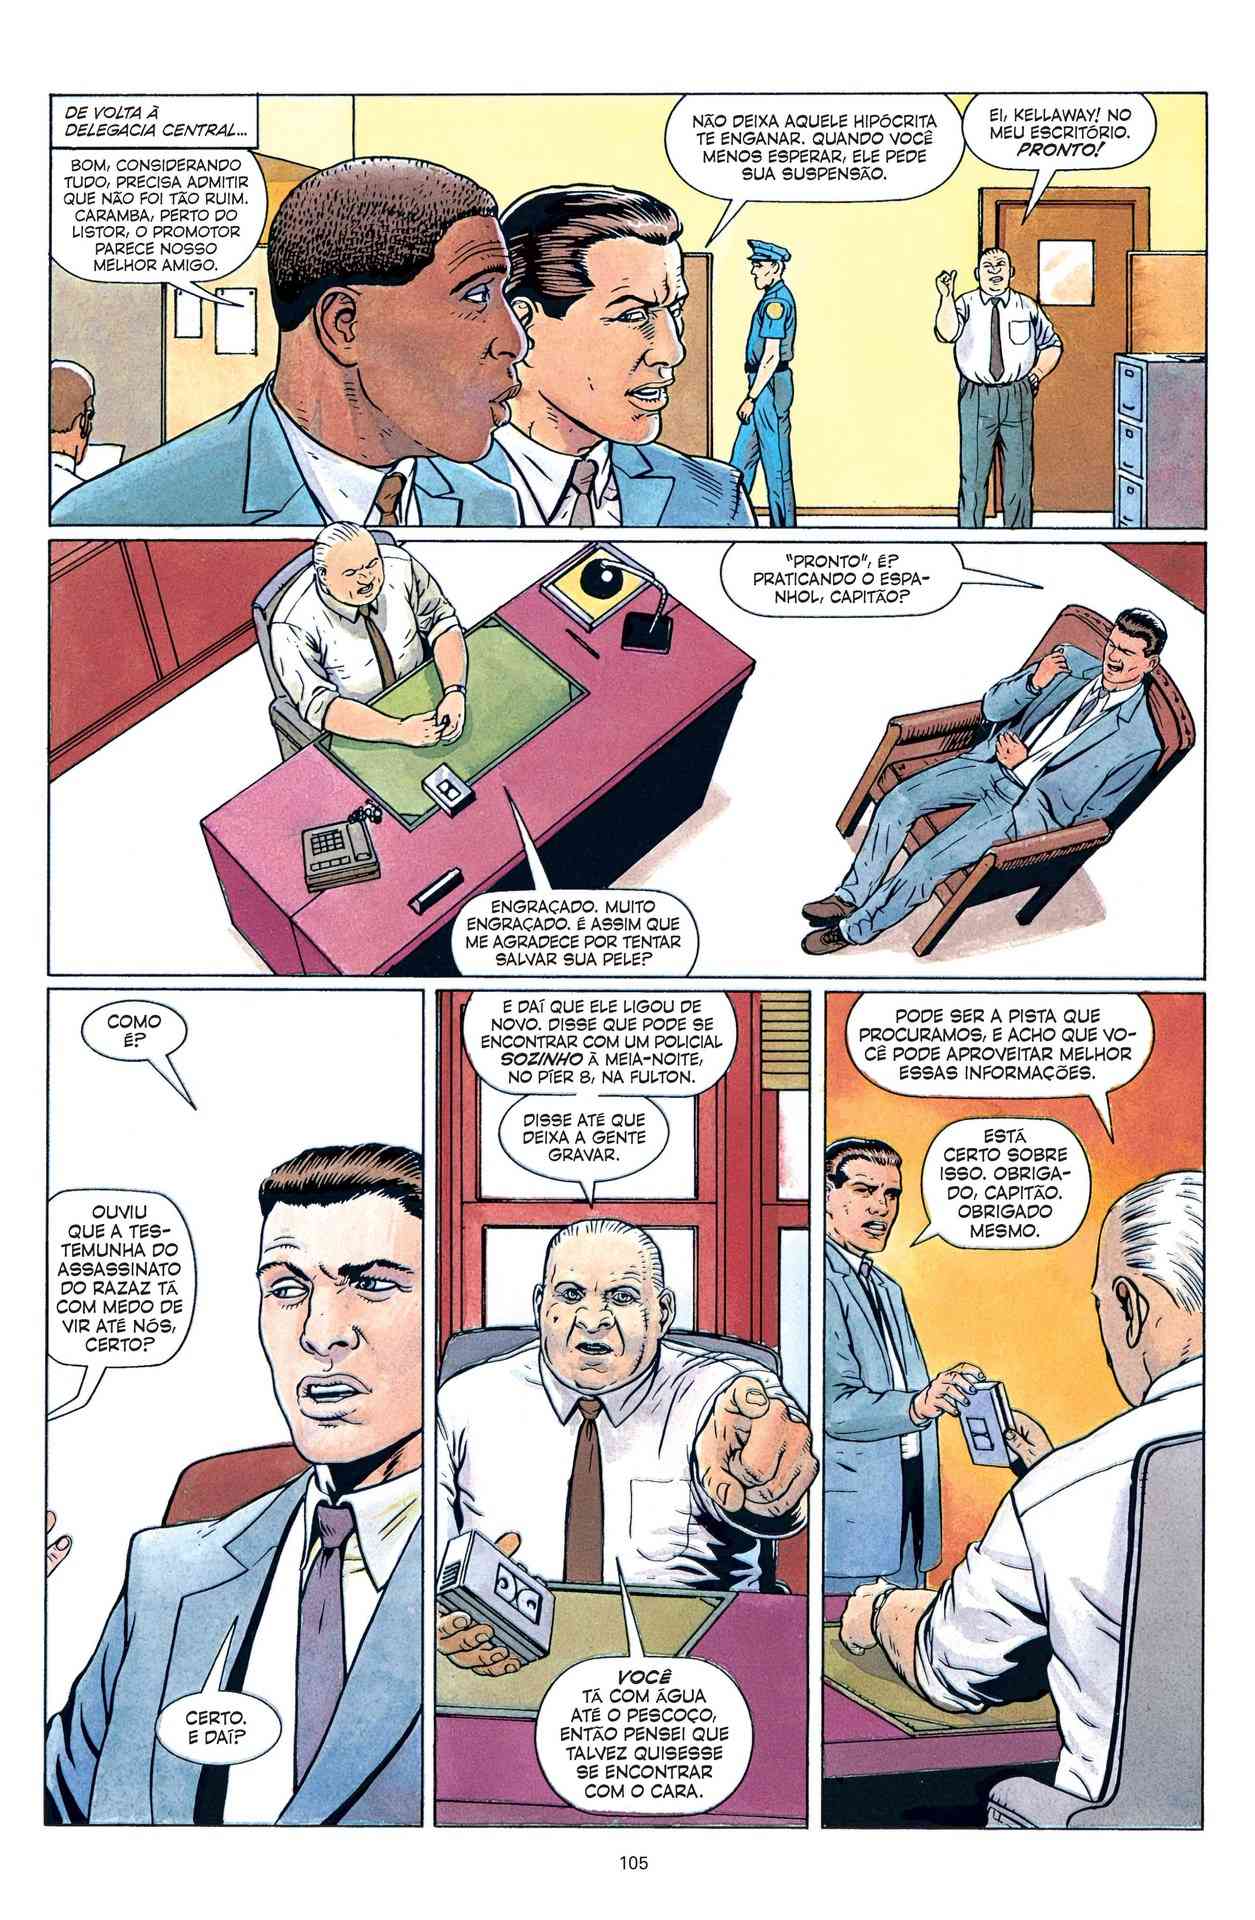 DE VOLTA À
DELEGACIA CENTRAL...
BOM, CONSIDERANDO
TUDO, PRECISA ADMITIR
QUE NÃO FOI TÃO RUIM.
CARAMBA, PERTO DO
LISTOR, O PROMOTOR
PARECE NOSSO
MELHOR AMIGO.
NÃO DEIXA AQUELE HIPÓCRITA
TE ENGANAR. QUANDO VOCÊ
MENOS ESPERAR, ELE PEDE
SUA SUSPENSÃO.
EI, KELLAWAY! NO
MEU ESCRITÓRIO.
PRONTO!
"PRONTO", É?
PRATICANDO O ESPA-
NHOL, CAPITÃO?
ENGRAÇADO. MUITO
ENGRAÇADO. É ASSIM QUE
ME AGRADECE POR TENTAR
SALVAR SUA PELE?
COMO
É?
OUVIU
QUE A TES-
TEMUNHA DO
ASSASSINATO
DO RAZAZ TÁ
COM MEDO DE
VIR ATÉ NÓS,
CERTO?
CERTO.
E DAÍ?
E DAÍ QUE ELE LIGOU DE
NOVO. DISSE QUE PODE SE
ENCONTRAR COM UM POLICIAL
SOZINHO À MEIA-NOITE,
NO PÍER 8, NA FULTON.
DISSE ATÉ QUE
DEIXA A GENTE
GRAVAR.
VOCÊ
TÁ COM ÁGUA
ATÉ O PESCOÇO,
ENTÃO PENSEI QUE
TALVEZ QUISESSE
SE ENCONTRAR
COM O CARA.
PODE SER A PISTA QUE
PROCURAMOS, E ACHO QUE VO-
CÊ PODE APROVEITAR MELHOR
ESSAS INFORMAÇÕES.
ESTÁ
CERTO SOBRE
ISSO. OBRIGA-
DO, CAPITÃO.
OBRIGADO
MESMO.
105